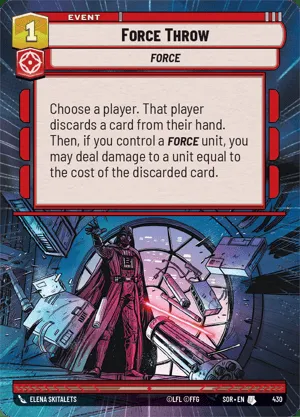 EVENT
1
FORCE THROW
FORCE
Choose a player. That player
discards a card from their hand.
Then, if you control a FORCE unit, you
may deal damage to a unit equal to
the cost of the discarded card.
ELENA SKITALETS
©LFL ©FFG
SOR • EN
430